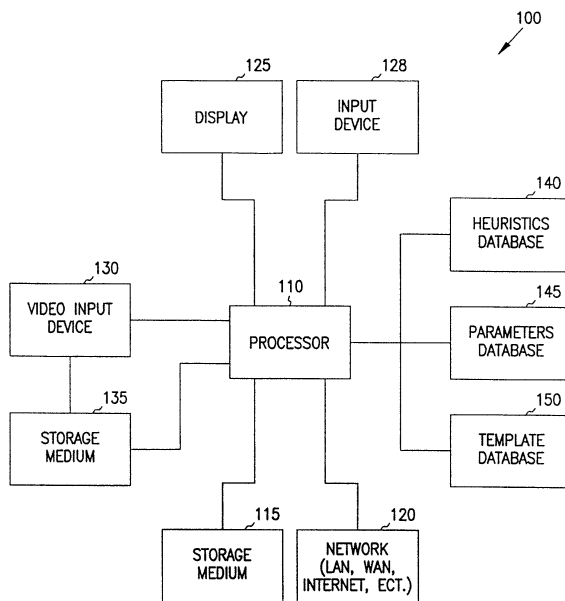 100
125
DISPLAY
128
INPUT
DEVICE
140
HEURISTICS
DATABASE
130
VIDEO INPUT
DEVICE
110
PROCESSOR
145
PARAMETERS
DATABASE
135
STORAGE
MEDIUM
150
TEMPLATE
DATABASE
115
STORAGE
MEDIUM
120
NETWORK
(LAN, WAN,
INTERNET, ECT.)